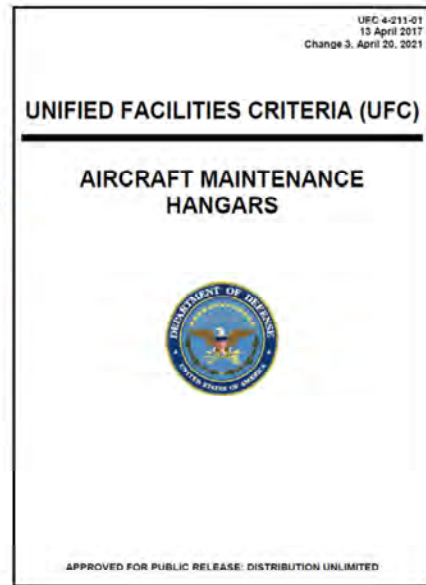 UFC 4-211-01
13 April 2017
Change 3, April 20, 2021
UNIFIED FACILITIES CRITERIA (UFC)
AIRCRAFT MAINTENANCE
HANGARS
DEPARTMENT OF DEFENSE
UNITED STATES OF AMERICA
APPROVED FOR PUBLIC RELEASE: DISTRIBUTION UNLIMITED